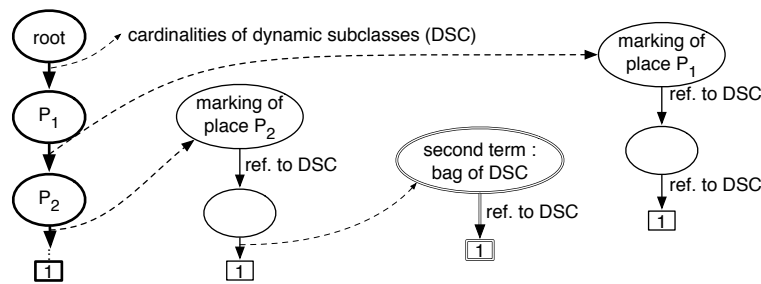 root
cardinalities of dynamic subclasses (DSC)
marking of
place P1
ref. to DSC
P1
marking of
place P2
second term :
bag of DSC
ref. to DSC
ref. to DSC
P2
ref. to DSC
1
1
1
1